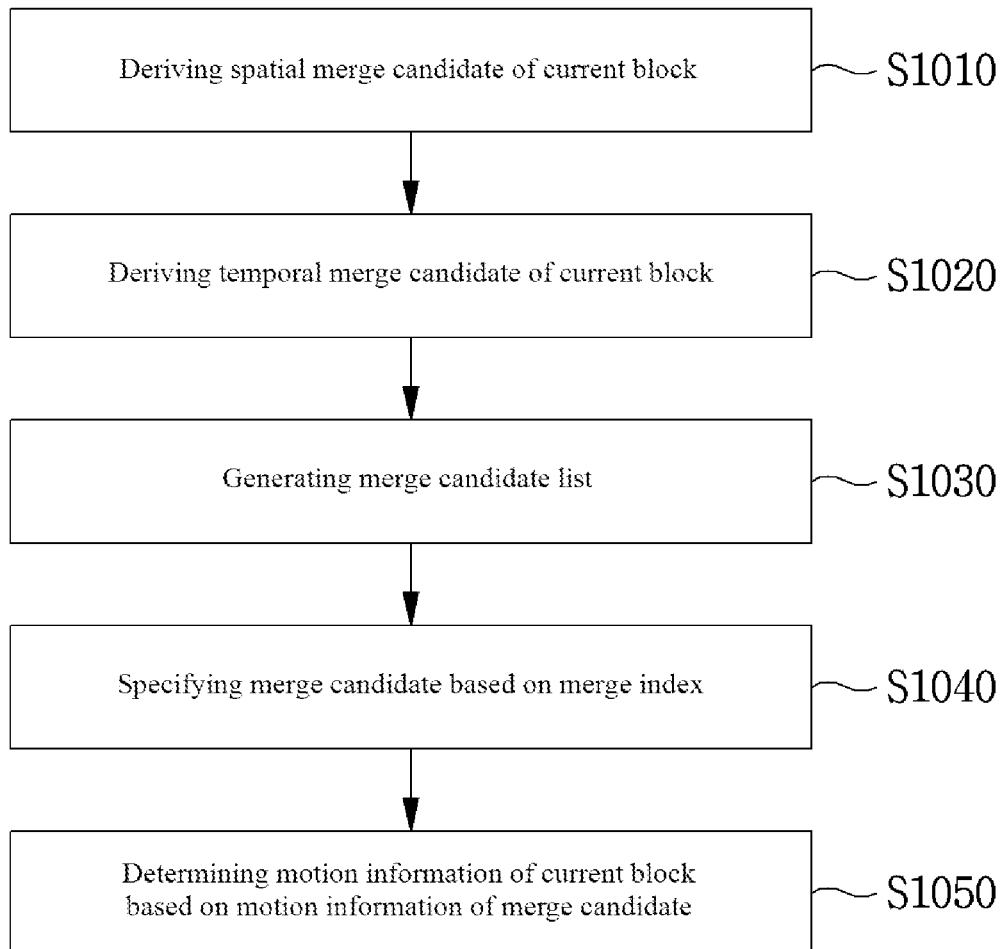 Deriving spatial merge candidate of current block
S1010
Deriving temporal merge candidate of current block
S1020
Generating merge candidate list
S1030
Specifying merge candidate based on merge index
S1040
Determining motion information of current block
based on motion information of merge candidate
S1050